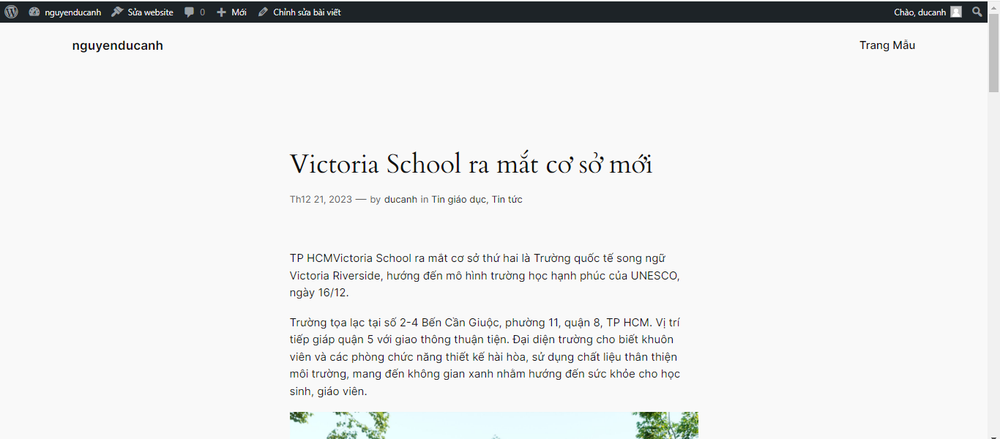 nguyenducanh Sửa website 0 Mới Chỉnh sửa bài viết Chào, ducanh
nguyenducanh Trang Mẫu
Victoria School ra mắt cơ sở mới
Th12 21, 2023 — by ducanh in Tin giáo dục, Tin tức
TP HCMVictoria School ra mắt cơ sở thứ hai là Trường quốc tế song ngữ
Victoria Riverside, hướng đến mô hình trường học hạnh phúc của UNESCO,
ngày 16/12.
Trường tọa lạc tại số 2-4 Bến Cần Giuộc, phường 11, quận 8, TP HCM. Vị trí
tiếp giáp quận 5 với giao thông thuận tiện. Đại diện trường cho biết khuôn
viên và các phòng chức năng thiết kế hài hòa, sử dụng chất liệu thân thiện
môi trường, mang đến không gian xanh nhằm hướng đến sức khỏe cho học
sinh, giáo viên.